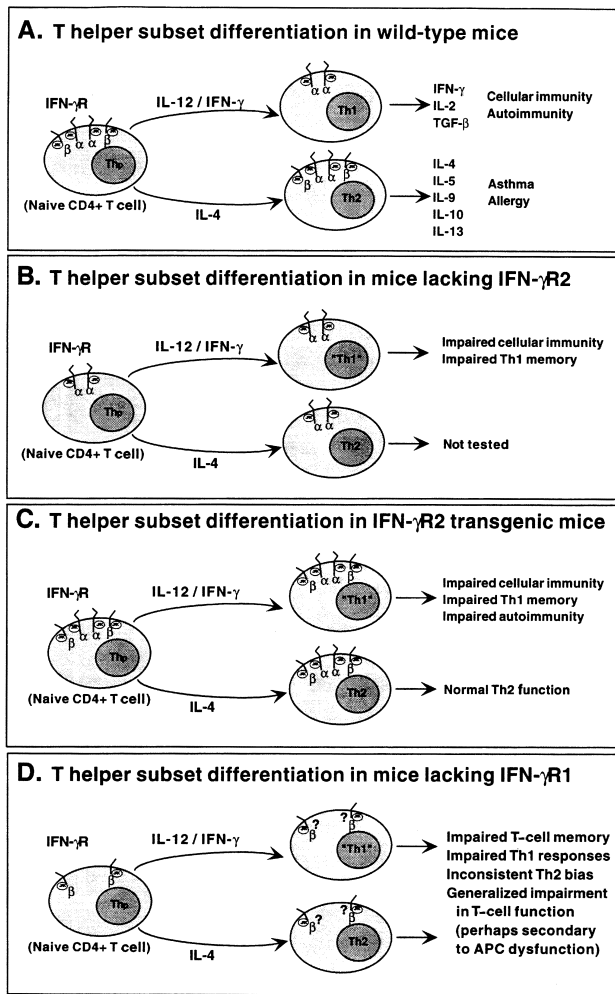 A. T helper subset differentiation in wild-type mice
IFN-γR
β α α β
Thp
(Naive CD4+ T cell)
IL-12 / IFN-γ
IL-4
α α
Th1
β α α β
Th2
IFN-γ
IL-2
TGF-β
Cellular immunity
Autoimmunity
IL-4
IL-5
IL-9
IL-10
IL-13
Asthma
Allergy
B. T helper subset differentiation in mice lacking IFN-γR2
IFN-γR
α α
Thp
(Naive CD4+ T cell)
IL-12 / IFN-γ
IL-4
α α
"Th1"
α α
Th2
Impaired cellular immunity
Impaired Th1 memory
Not tested
C. T helper subset differentiation in IFN-γR2 transgenic mice
IFN-γR
β α α β
Thp
(Naive CD4+ T cell)
IL-12 / IFN-γ
IL-4
β α α β
"Th1"
β α α β
Th2
Impaired cellular immunity
Impaired Th1 memory
Impaired autoimmunity
Normal Th2 function
D. T helper subset differentiation in mice lacking IFN-γR1
IFN-γR
β β
Thp
(Naive CD4+ T cell)
IL-12 / IFN-γ
IL-4
β? ?β
"Th1"
β? ?β
Th2
Impaired T-cell memory
Impaired Th1 responses
Inconsistent Th2 bias
Generalized impairment
in T-cell function
(perhaps secondary
to APC dysfunction)